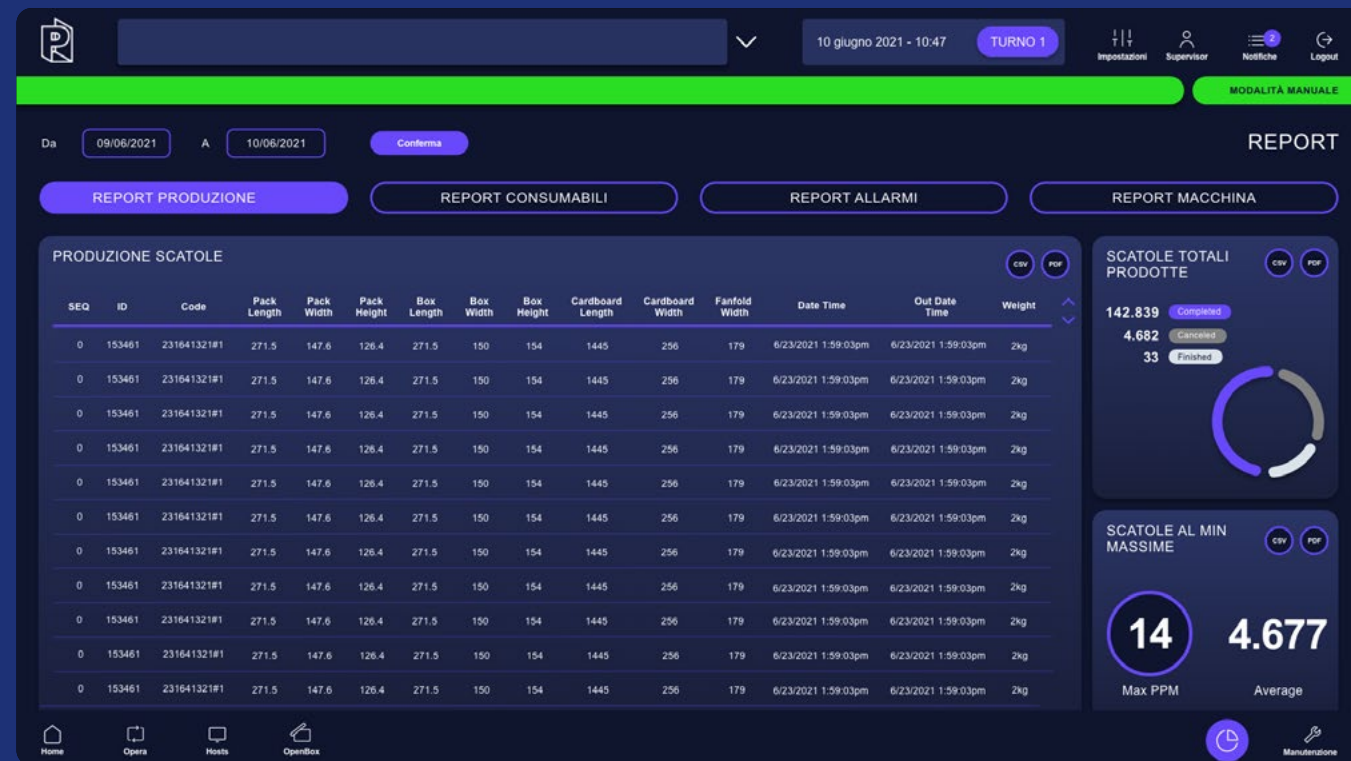 10 giugno 2021 - 10:47 TURNO 1 Impostazioni Supervisor 2 Notifiche Logout
MODALITÀ MANUALE
Da 09/06/2021 A 10/06/2021 Conferma REPORT
REPORT PRODUZIONE REPORT CONSUMABILI REPORT ALLARMI REPORT MACCHINA
PRODUZIONE SCATOLE CSV PDF
SEQ ID Code Pack Length Pack Width Pack Height Box Length Box Width Box Height Cardboard Length Cardboard Width Fanfold Width Date Time Out Date Time Weight
0 153461 231641321#1 271.5 147.6 126.4 271.5 150 154 1445 256 179 6/23/2021 1:59:03pm 6/23/2021 1:59:03pm 2kg
0 153461 231641321#1 271.5 147.6 126.4 271.5 150 154 1445 256 179 6/23/2021 1:59:03pm 6/23/2021 1:59:03pm 2kg
0 153461 231641321#1 271.5 147.6 126.4 271.5 150 154 1445 256 179 6/23/2021 1:59:03pm 6/23/2021 1:59:03pm 2kg
0 153461 231641321#1 271.5 147.6 126.4 271.5 150 154 1445 256 179 6/23/2021 1:59:03pm 6/23/2021 1:59:03pm 2kg
0 153461 231641321#1 271.5 147.6 126.4 271.5 150 154 1445 256 179 6/23/2021 1:59:03pm 6/23/2021 1:59:03pm 2kg
0 153461 231641321#1 271.5 147.6 126.4 271.5 150 154 1445 256 179 6/23/2021 1:59:03pm 6/23/2021 1:59:03pm 2kg
0 153461 231641321#1 271.5 147.6 126.4 271.5 150 154 1445 256 179 6/23/2021 1:59:03pm 6/23/2021 1:59:03pm 2kg
0 153461 231641321#1 271.5 147.6 126.4 271.5 150 154 1445 256 179 6/23/2021 1:59:03pm 6/23/2021 1:59:03pm 2kg
0 153461 231641321#1 271.5 147.6 126.4 271.5 150 154 1445 256 179 6/23/2021 1:59:03pm 6/23/2021 1:59:03pm 2kg
0 153461 231641321#1 271.5 147.6 126.4 271.5 150 154 1445 256 179 6/23/2021 1:59:03pm 6/23/2021 1:59:03pm 2kg
0 153461 231641321#1 271.5 147.6 126.4 271.5 150 154 1445 256 179 6/23/2021 1:59:03pm 6/23/2021 1:59:03pm 2kg
SCATOLE TOTALI CSV PDF
PRODOTTE
142.839 Completed
4.682 Canceled
33 Finished
SCATOLE AL MIN CSV PDF
MASSIME
14 4.677
Max PPM Average
Home Opera Hosts OpenBox Manutenzione